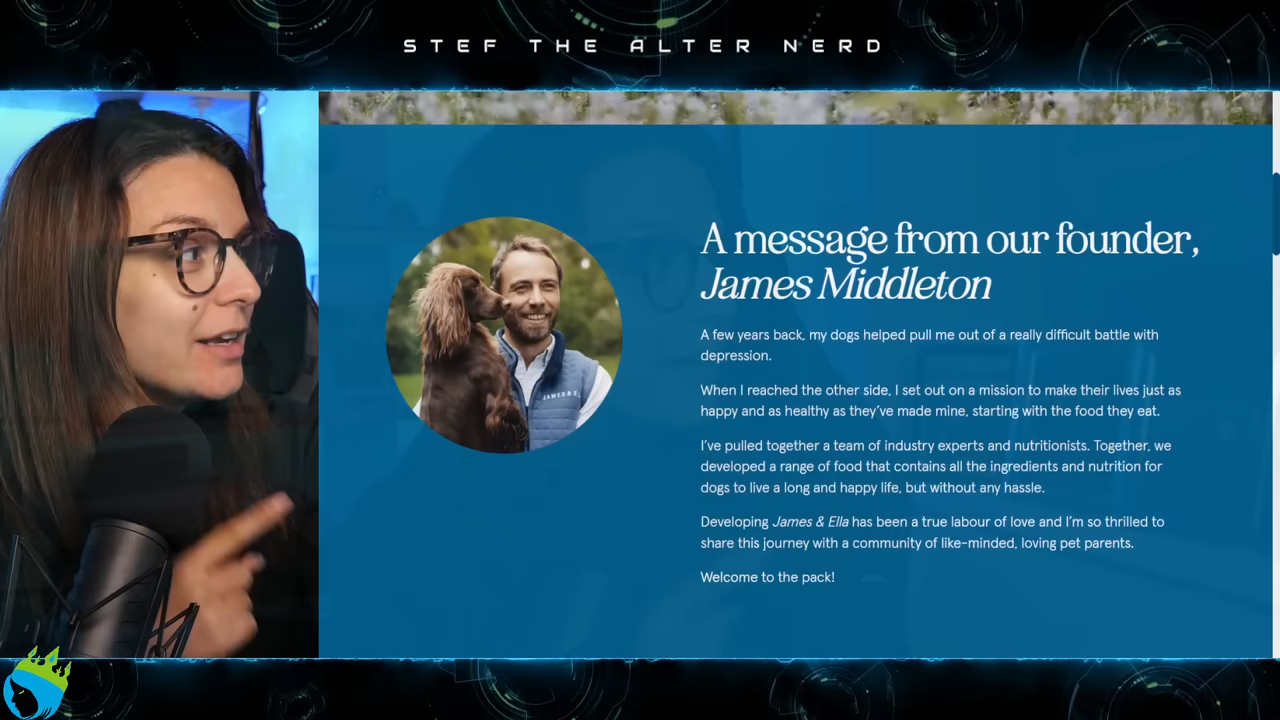 STEF THE ALTER NERD
A message from our founder,
James Middleton
A few years back, my dogs helped pull me out of a really difficult battle with
depression.
When I reached the other side, I set out on a mission to make their lives just as
happy and as healthy as they've made mine, starting with the food they eat.
I've pulled together a team of industry experts and nutritionists. Together, we
developed a range of food that contains all the ingredients and nutrition for
dogs to live a long and happy life, but without any hassle.
Developing James & Ella has been a true labour of love and I'm so thrilled to
share this journey with a community of like-minded, loving pet parents.
Welcome to the pack!
JAMES & E